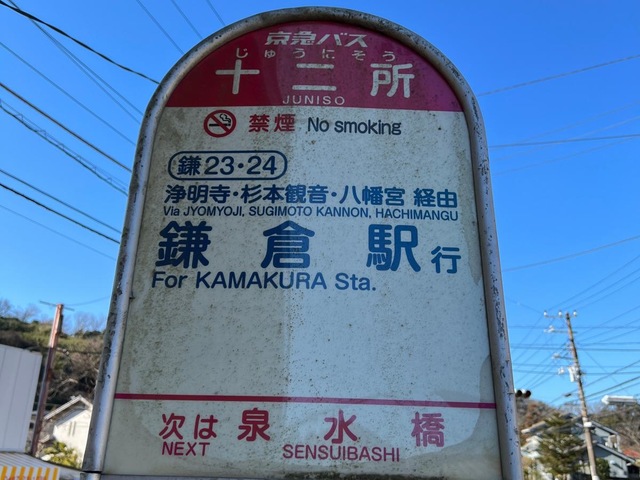 京急バス
じゅうにそう
十二所
JUNISO
禁煙 No smoking
鎌23・24
浄明寺・杉本観音・八幡宮 経由
Via JYOMYOJI, SUGIMOTO KANNON, HACHIMANGU
鎌倉駅行
For KAMAKURA Sta.
次は 泉水橋
NEXT SENSUIBASHI